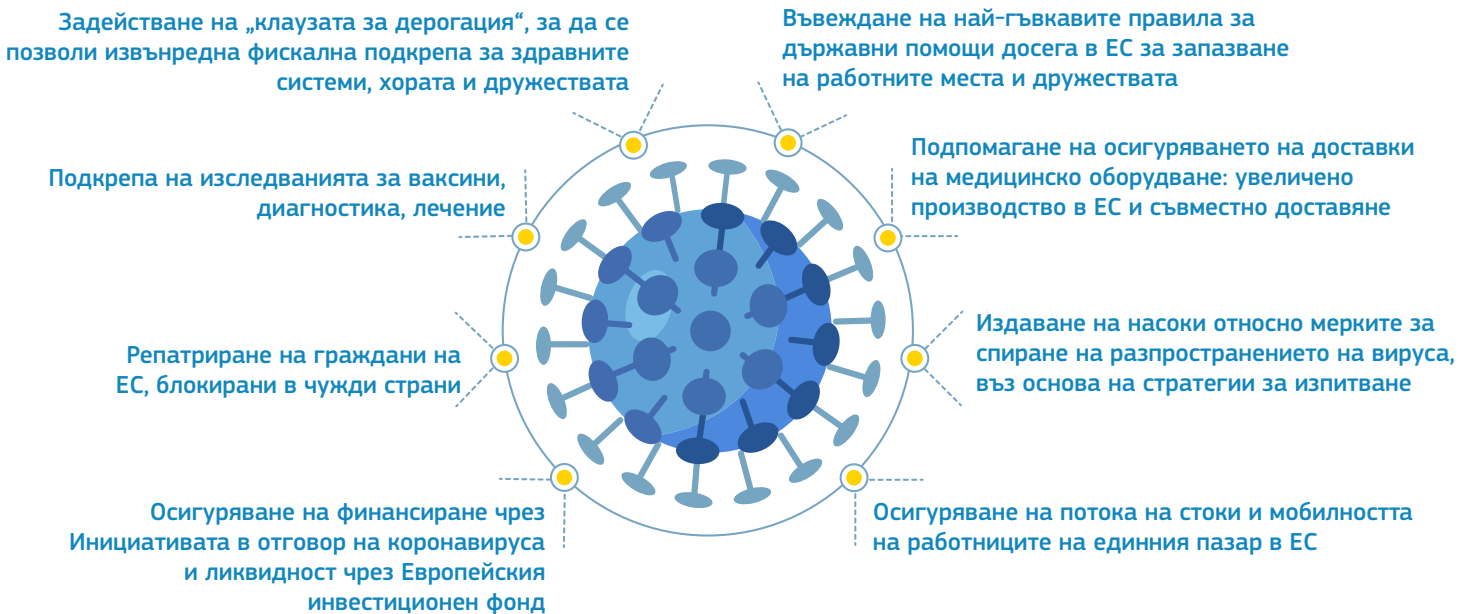 Задействане на „клаузата за дерогация“, за да се
позволи извънредна фискална подкрепа за здравните
системи, хората и дружествата
Въвеждане на най-гъвкавите правила за
държавни помощи досега в ЕС за запазване
на работните места и дружествата
Подкрепа на изследванията за ваксини,
диагностика, лечение
Подпомагане на осигуряването на доставки
на медицинско оборудване: увеличено
производство в ЕС и съвместно доставяне
Репатриране на граждани на
ЕС, блокирани в чужди страни
Издаване на насоки относно мерките за
спиране на разпространението на вируса,
въз основа на стратегии за изпитване
Осигуряване на финансиране чрез
Инициативата в отговор на коронавируса
и ликвидност чрез Европейския
инвестиционен фонд
Осигуряване на потока на стоки и мобилността
на работниците на единния пазар в ЕС